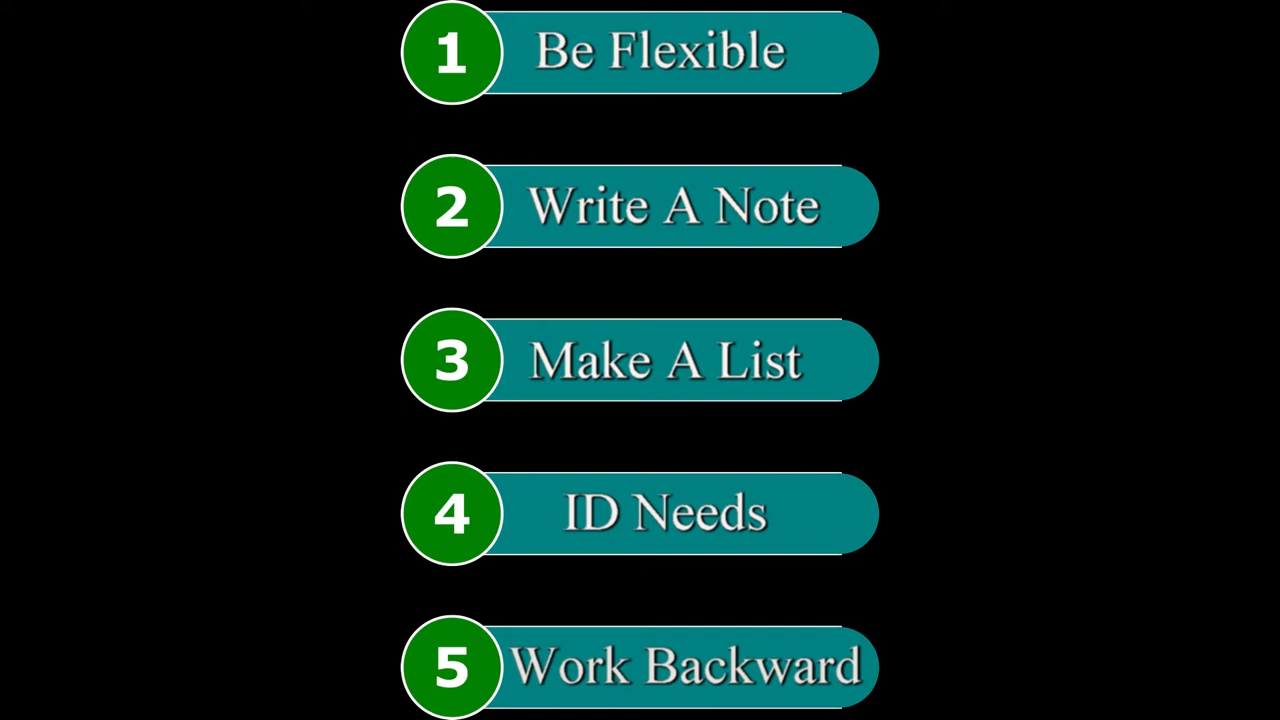 1 Be Flexible
2 Write A Note
3 Make A List
4 ID Needs
5 Work Backward